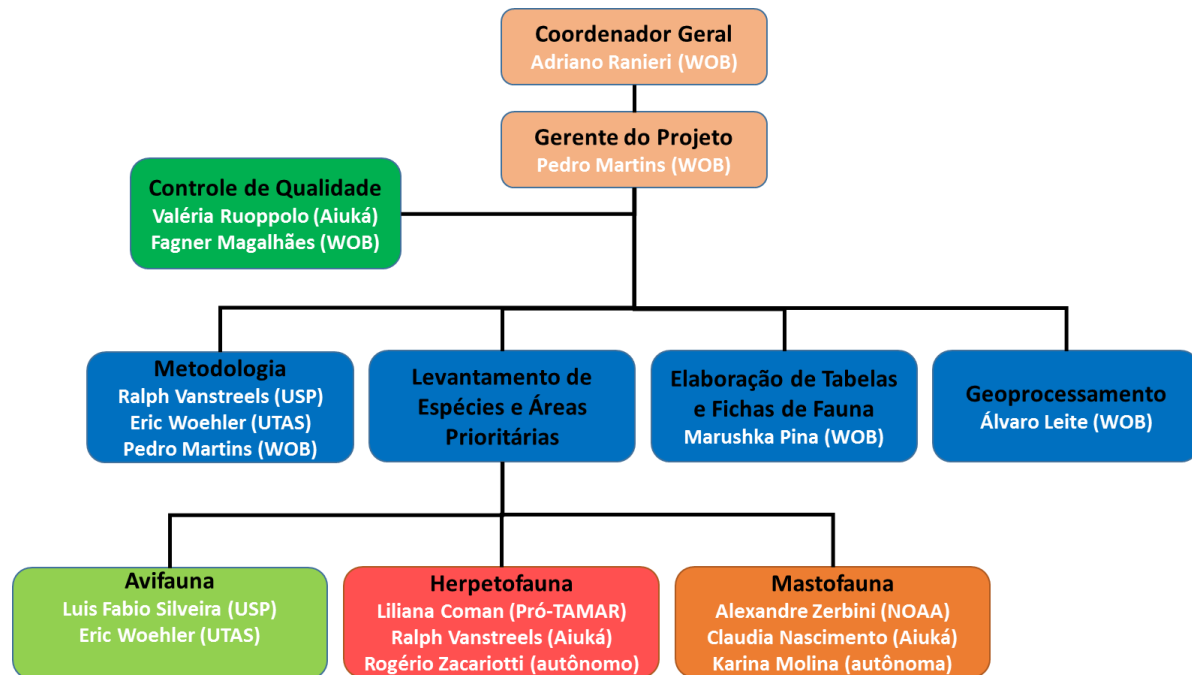 Coordenador Geral
Adriano Ranieri (WOB)
Gerente do Projeto
Pedro Martins (WOB)
Controle de Qualidade
Valéria Ruoppolo (Aiuká)
Fagner Magalhães (WOB)
Metodologia
Ralph Vanstreels (USP)
Eric Woehler (UTAS)
Pedro Martins (WOB)
Levantamento de
Espécies e Áreas
Prioritárias
Elaboração de Tabelas
e Fichas de Fauna
Marushka Pina (WOB)
Geoprocessamento
Álvaro Leite (WOB)
Avifauna
Luis Fabio Silveira (USP)
Eric Woehler (UTAS)
Herpetofauna
Liliana Coman (Pró-TAMAR)
Ralph Vanstreels (Aiuká)
Rogério Zacariotti (autônomo)
Mastofauna
Alexandre Zerbini (NOAA)
Claudia Nascimento (Aiuká)
Karina Molina (autônoma)